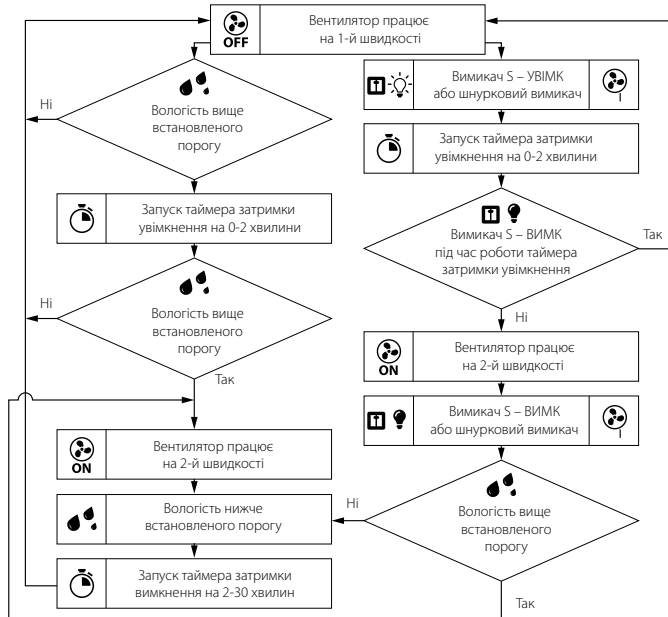 OFF
Вентилятор працює
на 1-й швидкості
Ні
Вологість вище
встановленого
порогу
Запуск таймера затримки
увімкнення на 0-2 хвилини
Ні
Вологість вище
встановленого
порогу
Так
ON
Вентилятор працює
на 2-й швидкості
Вологість нижче
встановленого порогу
Запуск таймера затримки
вимкнення на 2-30 хвилин
Вимикач S – УВІМК
або шнурковий вимикач
Запуск таймера затримки
увімкнення на 0-2 хвилини
Вимикач S – ВИМК
під час роботи таймера
затримки увімкнення
Так
Ні
ON
Вентилятор працює
на 2-й швидкості
Вимикач S – ВИМК
або шнурковий вимикач
Ні
Вологість вище
встановленого
порогу
Так